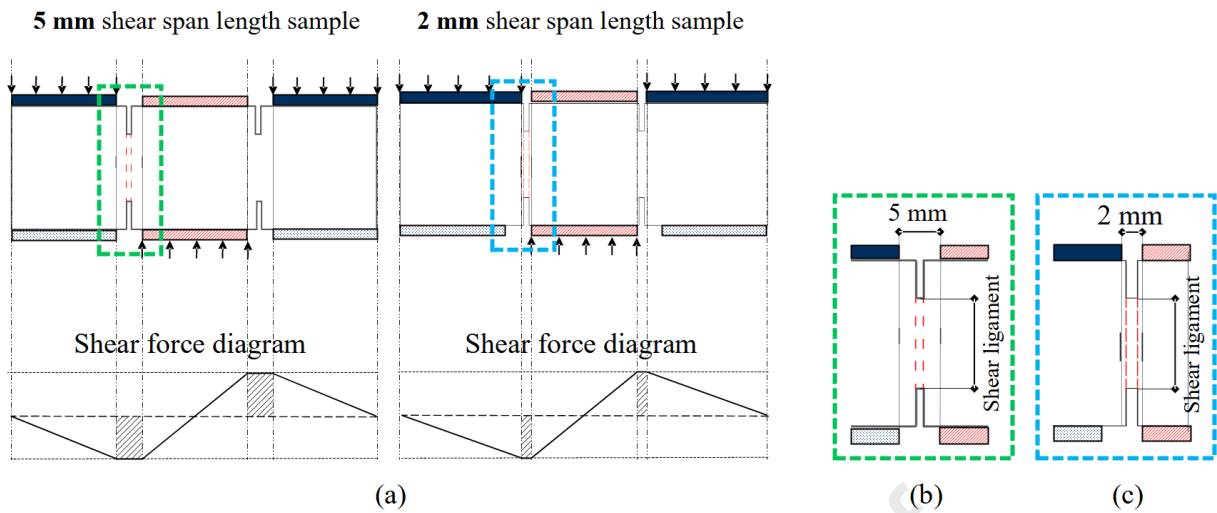 5 mm shear span length sample
2 mm shear span length sample
Shear force diagram
Shear force diagram
(a)
5 mm
Shear ligament
(b)
2 mm
Shear ligament
(c)